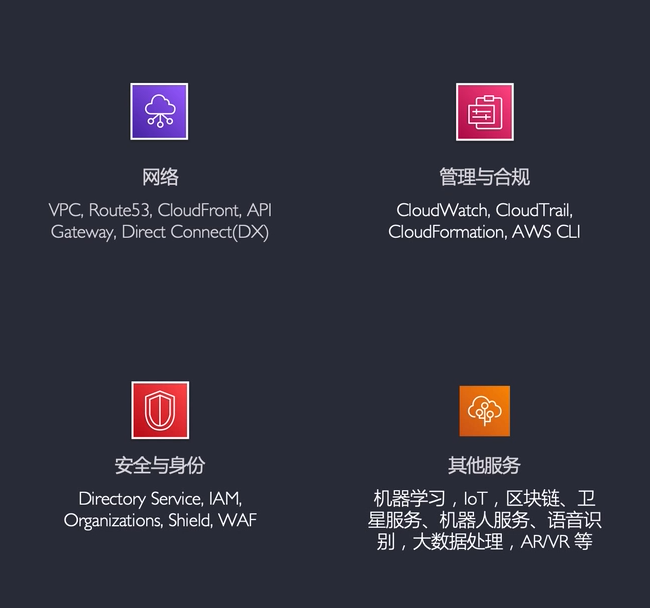 网络
VPC, Route53, CloudFront, API
Gateway, Direct Connect(DX)
管理与合规
CloudWatch, CloudTrail,
CloudFormation, AWS CLI
安全与身份
Directory Service, IAM,
Organizations, Shield, WAF
其他服务
机器学习，IoT，区块链、卫
星服务、机器人服务、语音识
别，大数据处理，AR/VR 等